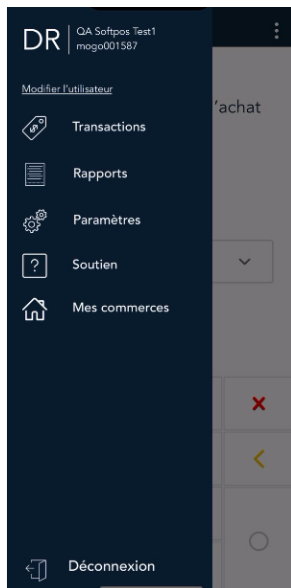 DR
QA Softpos Test1
mogo001587
Modifier l'utilisateur
'achat
Transactions
Rapports
Paramètres
Soutien
Mes commerces
Déconnexion